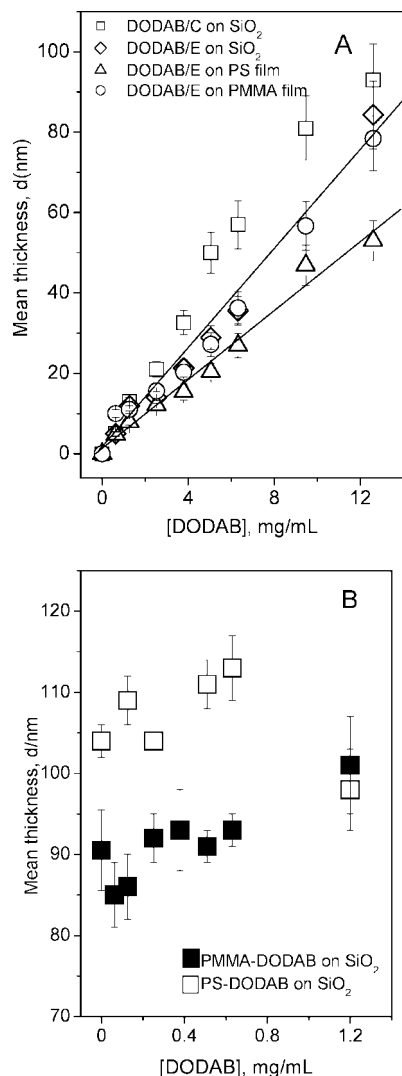 A
DODAB/C on SiO₂
DODAB/E on SiO₂
DODAB/E on PS film
DODAB/E on PMMA film
100
80
60
40
20
0
Mean thickness, d(nm)
0 4 8 12
[DODAB], mg/mL
B
120
110
100
90
80
70
Mean thickness, d/nm
PMMA-DODAB on SiO₂
PS-DODAB on SiO₂
0 0.4 0.8 1.2
[DODAB], mg/mL